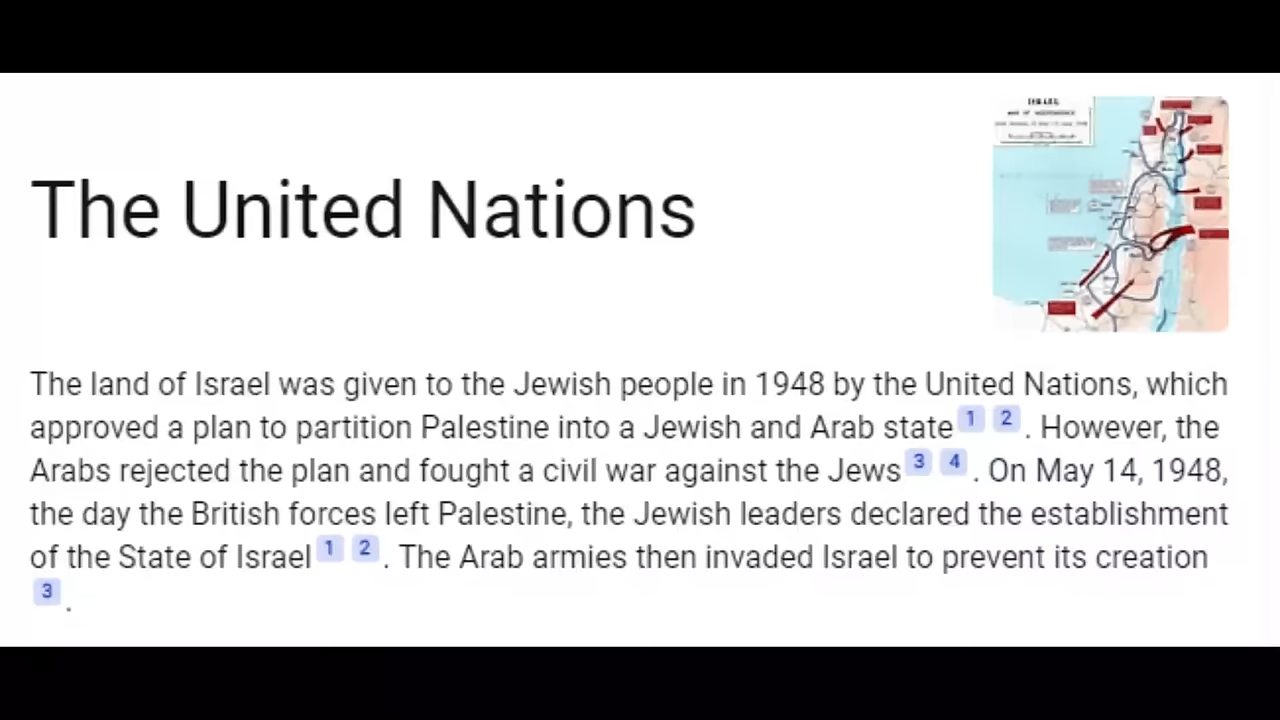 ISRAEL
The United Nations
The land of Israel was given to the Jewish people in 1948 by the United Nations, which
approved a plan to partition Palestine into a Jewish and Arab state 1 2 . However, the
Arabs rejected the plan and fought a civil war against the Jews 3 4 . On May 14, 1948,
the day the British forces left Palestine, the Jewish leaders declared the establishment
of the State of Israel 1 2 . The Arab armies then invaded Israel to prevent its creation
3 .